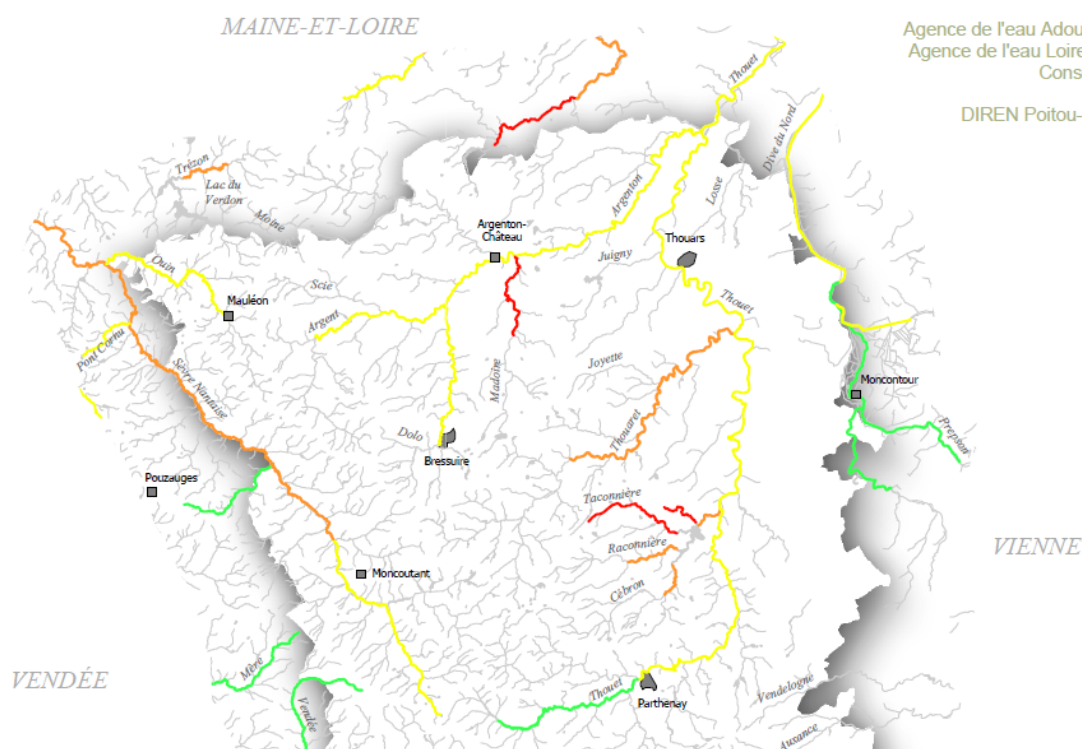 MAINE-ET-LOIRE
Agence de l'eau Adou
Agence de l'eau Loire
Cons
DIREN Poitou-
Thouet
Dive du Nord
Trézon
Lac du
Verdon
Moine
Argenton
Losse
Argenton-
Château
Thouars
Juigny
Ouin
Scie
Mauléon
Argent
Thouet
Pont Cornu
Sèvre Nantaise
Madoire
Joyette
Moncontour
Thouaret
Dolo
Bressuire
Prepson
Pouzauges
Taconnière
Raconnière
VIENNE
Moncoutant
Cébron
Mère
VENDÉE
Thouet
Parthenay
Vendelogne
Vendée
Auxance